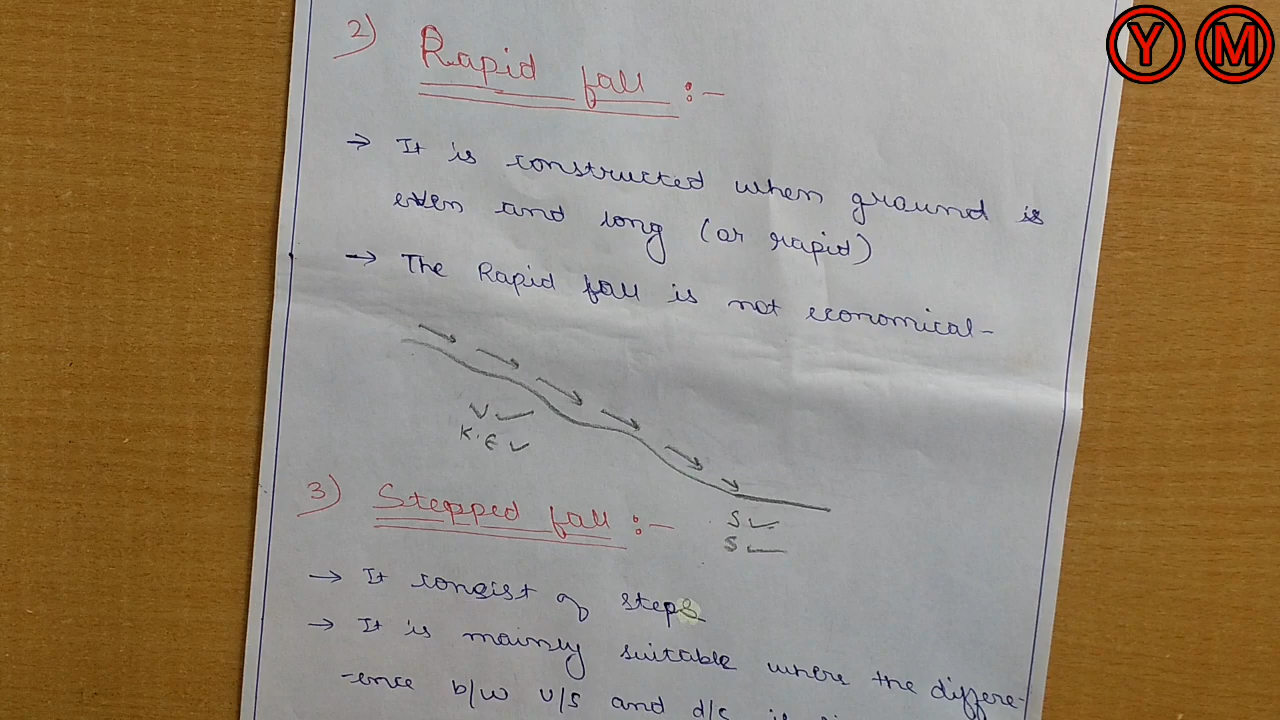 Y M
2) Rapid fall :-
→ It is constructed when ground is
even and long (or rapid)
→ The Rapid fall is not economical-
V
K.E
3) Stepped fall :-
S
S
→ It consist of steps
→ It is mainly suitable where the differe-
-ence b/w U/S and d/s